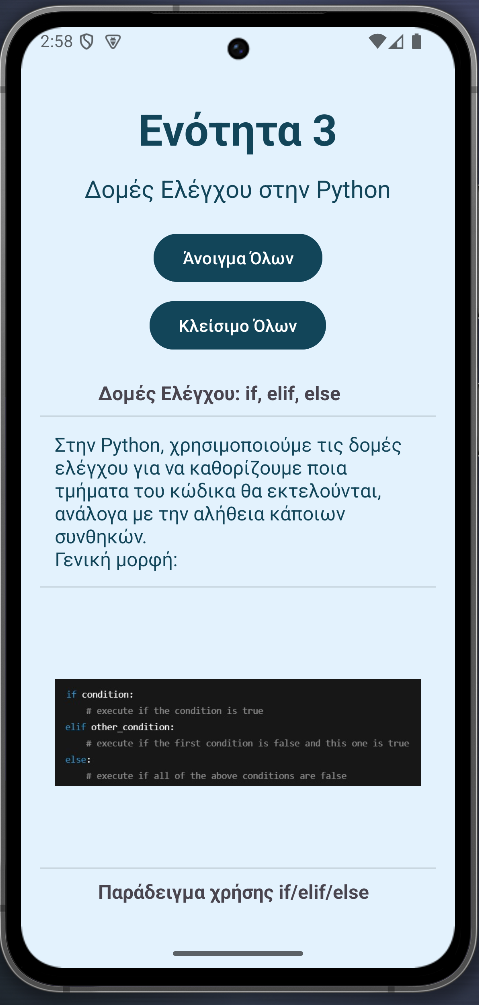 2:58
Ενότητα 3
Δομές Ελέγχου στην Python
Άνοιγμα Όλων
Κλείσιμο Όλων
Δομές Ελέγχου: if, elif, else
Στην Python, χρησιμοποιούμε τις δομές
ελέγχου για να καθορίζουμε ποια
τμήματα του κώδικα θα εκτελούνται,
ανάλογα με την αλήθεια κάποιων
συνθηκών.
Γενική μορφή:
if condition:
    # execute if the condition is true
elif other_condition:
    # execute if the first condition is false and this one is true
else:
    # execute if all of the above conditions are false
Παράδειγμα χρήσης if/elif/else